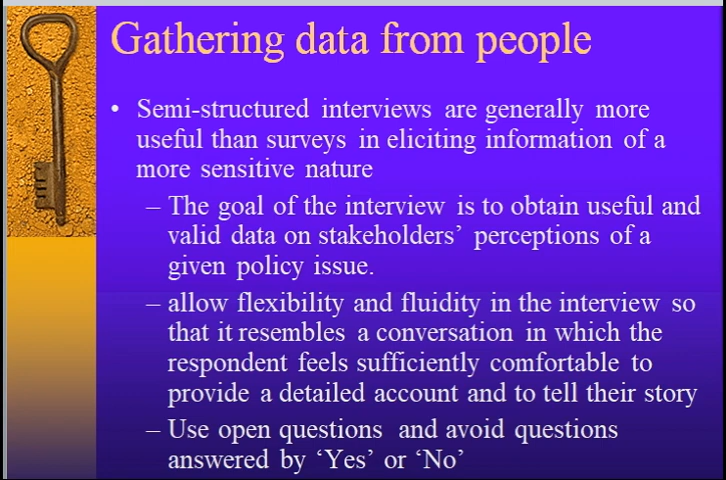 Gathering data from people
• Semi-structured interviews are generally more
useful than surveys in eliciting information of a
more sensitive nature
– The goal of the interview is to obtain useful and
valid data on stakeholders’ perceptions of a
given policy issue.
– allow flexibility and fluidity in the interview so
that it resembles a conversation in which the
respondent feels sufficiently comfortable to
provide a detailed account and to tell their story
– Use open questions and avoid questions
answered by ‘Yes’ or ‘No’